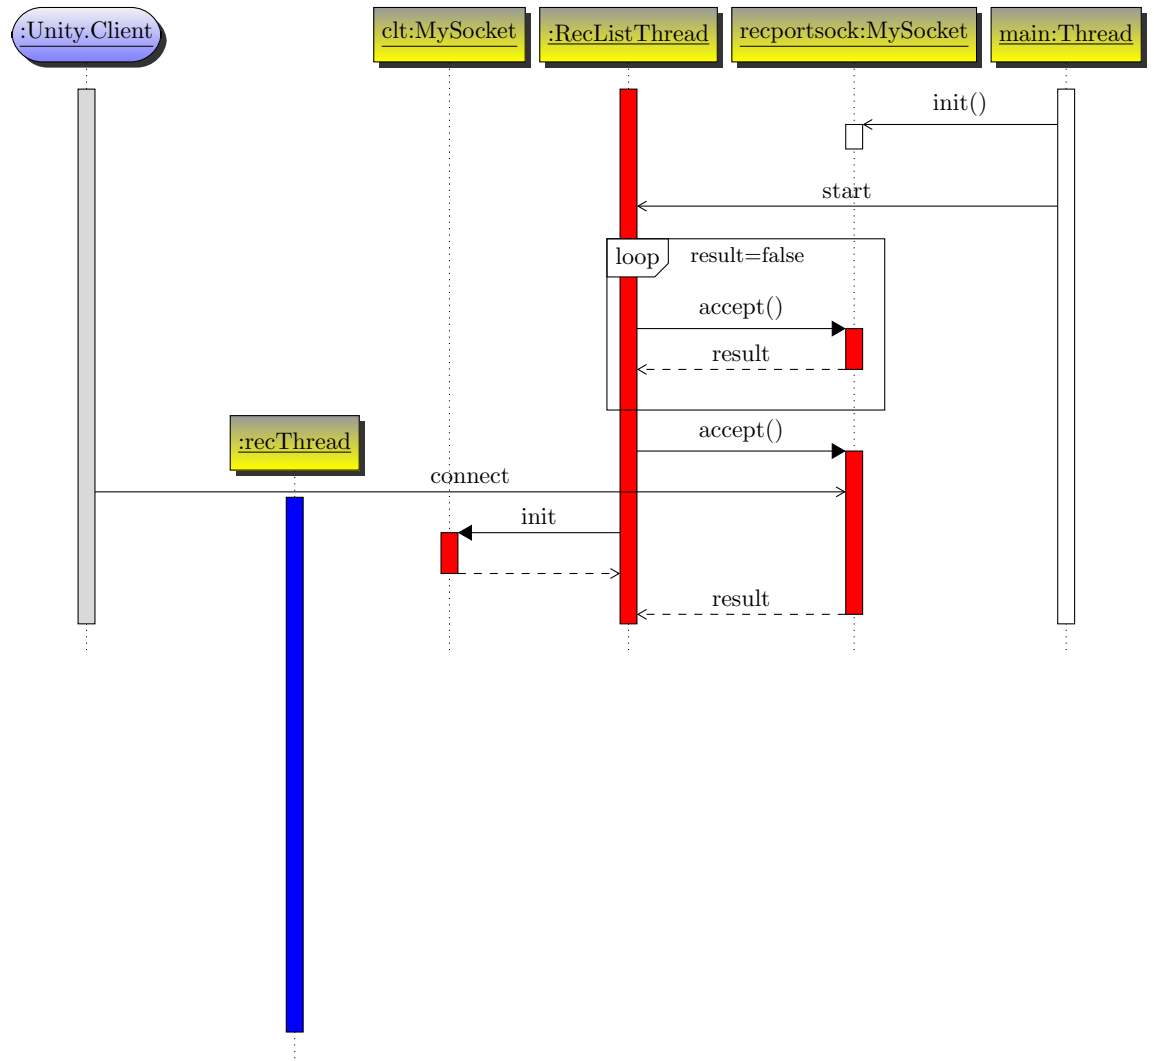 :Unity.Client
clt:MySocket
:RecListThread
recportsock:MySocket
main:Thread
init()
start
loop
result=false
accept()
result
:recThread
accept()
connect
init
result